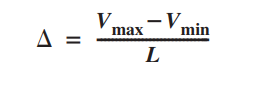 Δ = (V_max − V_min) / L